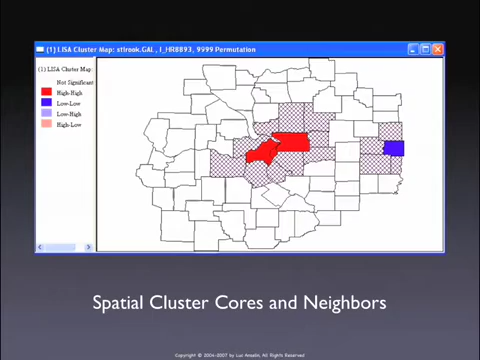 (1) LISA Cluster Map: stlrook.GAL, I_HR8893, 9999 Permutation
(1) LISA Cluster Map:
Not Significant
High-High
Low-Low
Low-High
High-Low
Spatial Cluster Cores and Neighbors
Copyright © 2004-2007 by Luc Anselin, All Rights Reserved